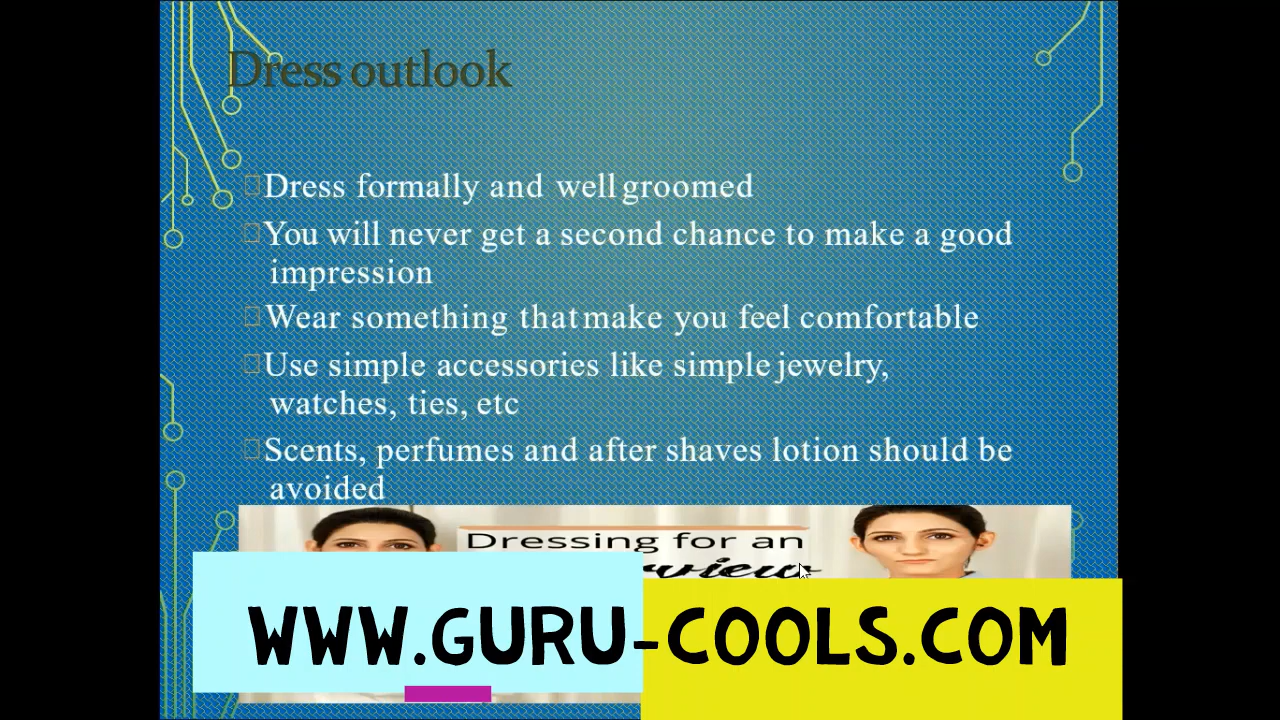 Dress outlook
Dress formally and well groomed
You will never get a second chance to make a good
impression
Wear something that make you feel comfortable
Use simple accessories like simple jewelry,
watches, ties, etc
Scents, perfumes and after shaves lotion should be
avoided
Dressing for an
WWW.GURU-COOLS.COM